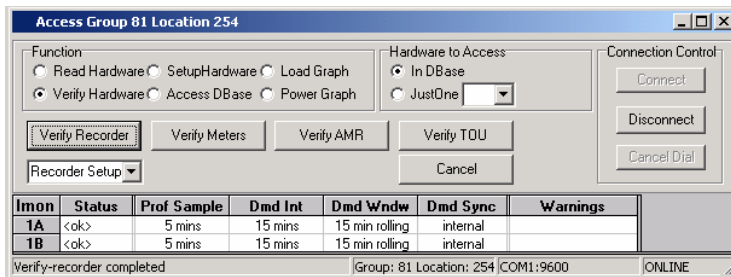 Access Group 81 Location 254
Function
Hardware to Access
Connection Control
Read Hardware SetupHardware Load Graph
In DBase
Connect
Verify Hardware Access DBase Power Graph
JustOne
Disconnect
Verify Recorder Verify Meters Verify AMR Verify TOU
Cancel Dial
Recorder Setup
Cancel
Imon Status Prof Sample Dmd Int Dmd Wndw Dmd Sync Warnings
1A <ok> 5 mins 15 mins 15 min rolling internal
1B <ok> 5 mins 15 mins 15 min rolling internal
Verify-recorder completed Group: 81 Location: 254 COM1:9600 ONLINE